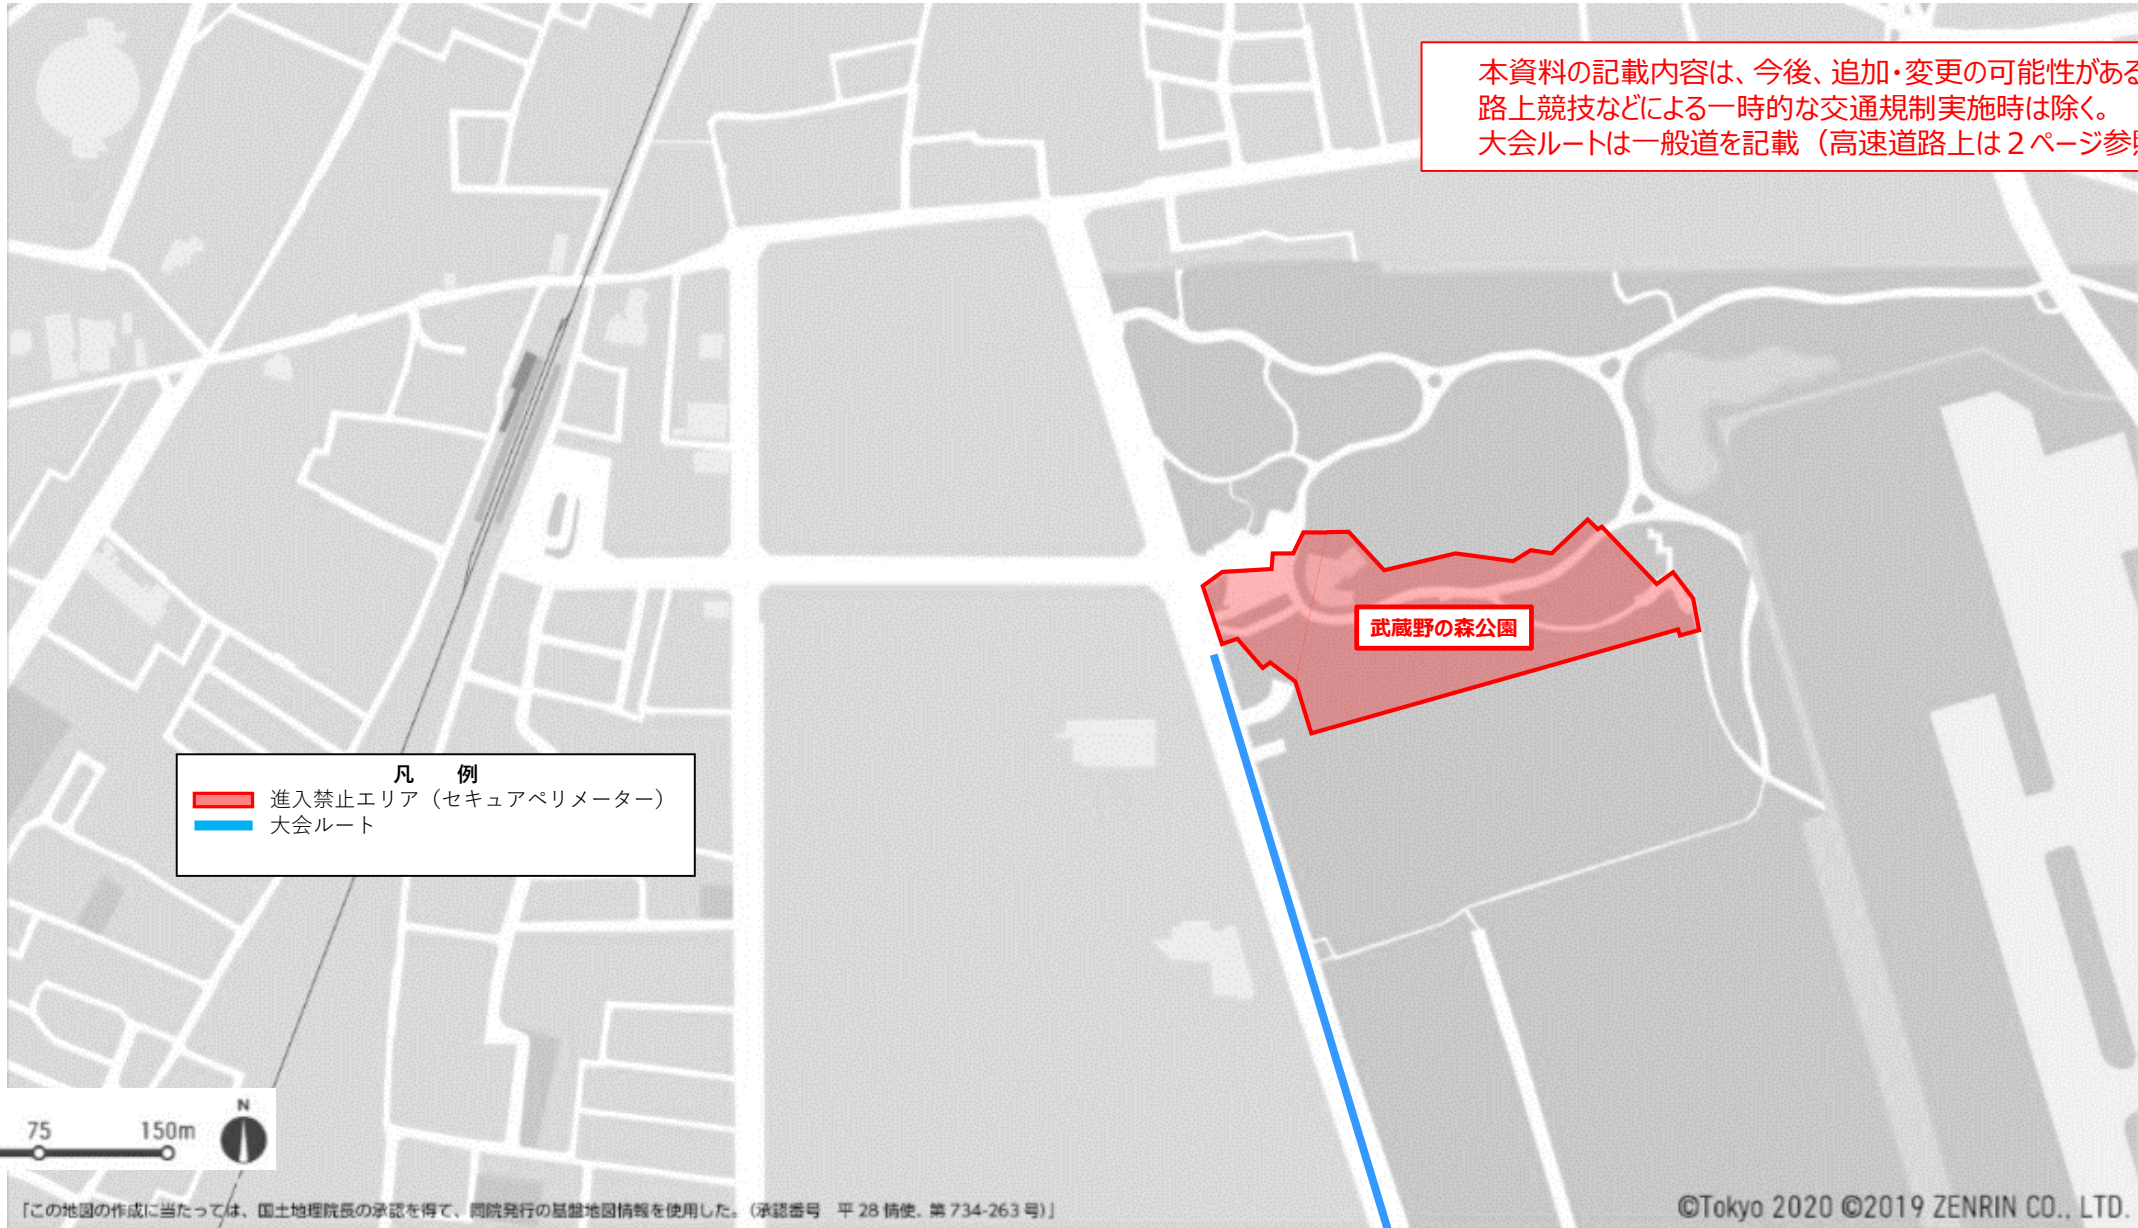 本資料の記載内容は、今後、追加・変更の可能性がある
路上競技などによる一時的な交通規制実施時は除く。
大会ルートは一般道を記載（高速道路上は２ページ参照
武蔵野の森公園
凡　例
進入禁止エリア（セキュアペリメーター）
大会ルート
75 150m
N
「この地図の作成に当たっては、国土地理院長の承認を得て、同院発行の基盤地図情報を使用した。（承認番号　平 28 情使、第 734-263 号）」
©Tokyo 2020 ©2019 ZENRIN CO., LTD.